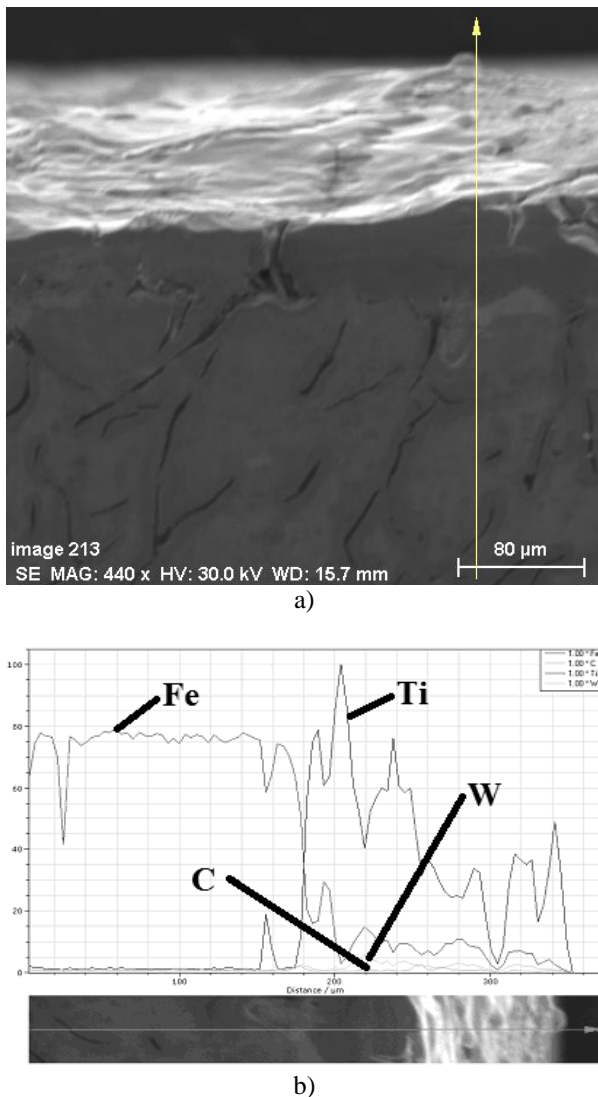 image 213
SE MAG: 440 x HV: 30.0 kV WD: 15.7 mm
80 µm
a)
1.00 * Fe
1.00 * C
1.00 * Ti
1.00 * W
100
80
60
40
20
0
Fe
Ti
W
C
100
200
300
Distance / µm
b)